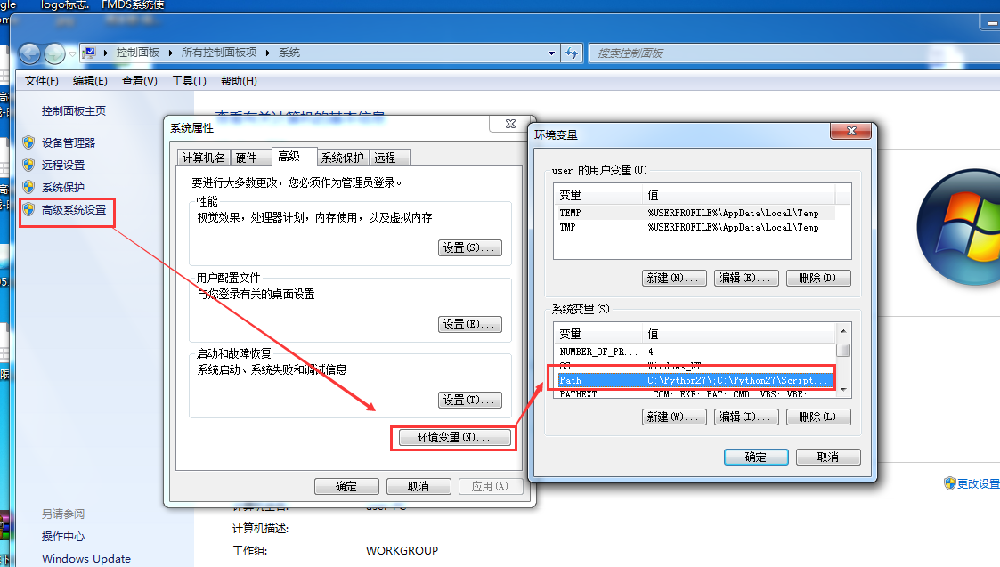 gle
logo标志.
FMDS系统使
控制面板 ▸ 所有控制面板项 ▸ 系统
搜索控制面板
文件(F) 编辑(E) 查看(V) 工具(T) 帮助(H)
控制面板主页
设备管理器
远程设置
系统保护
高级系统设置
另请参阅
操作中心
Windows Update
查看有关计算机的基本信息
系统属性
计算机名 硬件 高级 系统保护 远程
要进行大多数更改，您必须作为管理员登录。
性能
视觉效果，处理器计划，内存使用，以及虚拟内存
设置(S)...
用户配置文件
与您登录有关的桌面设置
设置(E)...
启动和故障恢复
系统启动、系统失败和调试信息
设置(T)...
环境变量(N)...
确定 取消 应用(A)
环境变量
user 的用户变量(U)
变量 值
TEMP %USERPROFILE%\AppData\Local\Temp
TMP %USERPROFILE%\AppData\Local\Temp
新建(N)... 编辑(E)... 删除(D)
系统变量(S)
变量 值
NUMBER_OF_PR... 4
OS Windows_NT
Path C:\Python27\;C:\Python27\Script...
PATHEXT .COM;.EXE;.BAT;.CMD;.VBS;.VBE;
新建(W)... 编辑(I)... 删除(L)
确定 取消
更改设置
计算机描述:
工作组: WORKGROUP